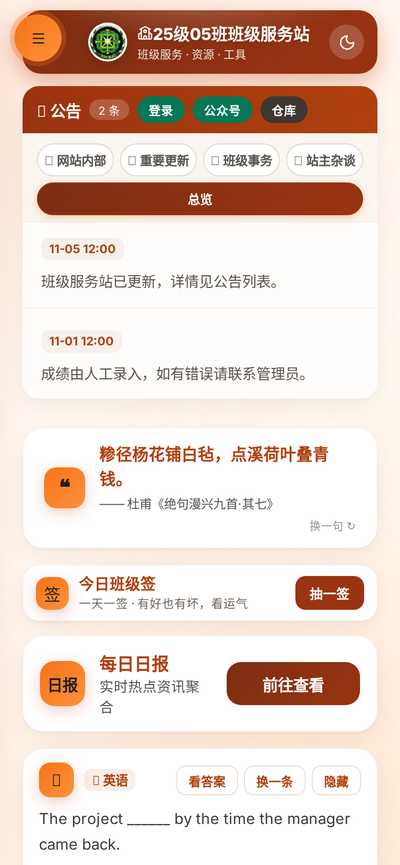 25级05班班级服务站
班级服务 · 资源 · 工具
公告 2 条 登录 公众号 仓库
网站内部 重要更新 班级事务 站主杂谈
总览
11-05 12:00
班级服务站已更新，详情见公告列表。
11-01 12:00
成绩由人工录入，如有错误请联系管理员。
糁径杨花铺白毡，点溪荷叶叠青
钱。
—— 杜甫《绝句漫兴九首·其七》
换一句 ↻
签 今日班级签
一天一签 · 有好也有坏，看运气
抽一签
日报 每日日报
实时热点资讯聚
合
前往查看
英语 看答案 换一条 隐藏
The project ______ by the time the manager
came back.